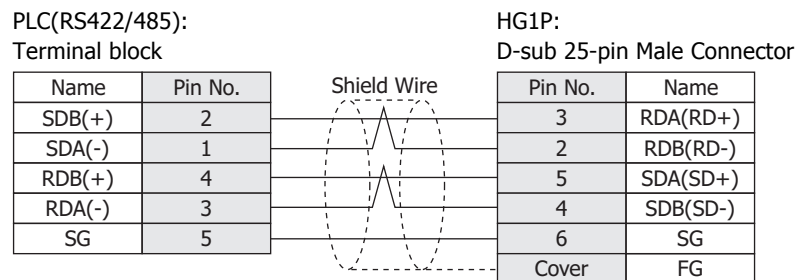 PLC(RS422/485):
Terminal block
HG1P:
D-sub 25-pin Male Connector
Name Pin No. Shield Wire Pin No. Name
SDB(+) 2 3 RDA(RD+)
SDA(-) 1 2 RDB(RD-)
RDB(+) 4 5 SDA(SD+)
RDA(-) 3 4 SDB(SD-)
SG 5 6 SG
Cover FG